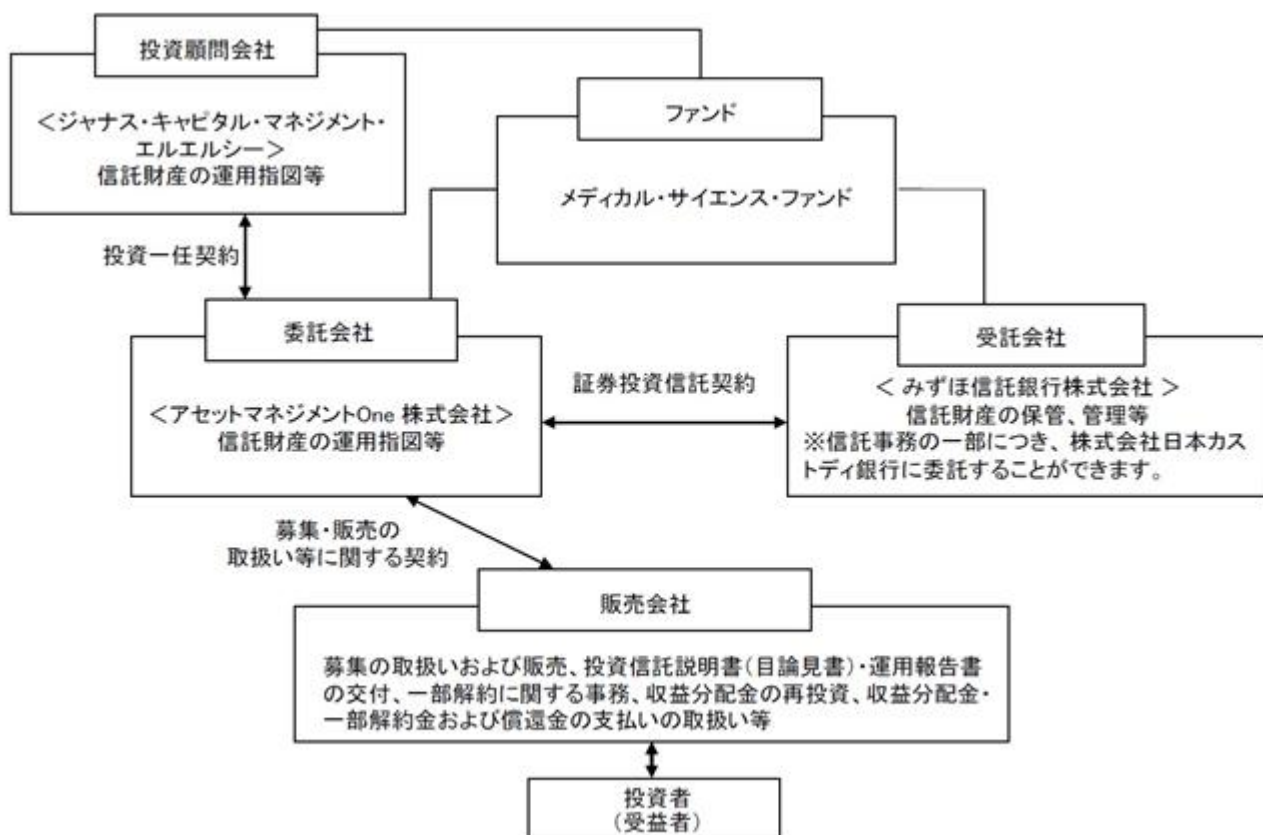 投資顧問会社
＜ジャナス・キャピタル・マネジメント・
エルエルシー＞
信託財産の運用指図等
ファンド
メディカル・サイエンス・ファンド
投資一任契約
委託会社
＜アセットマネジメントOne 株式会社＞
信託財産の運用指図等
証券投資信託契約
受託会社
＜ みずほ信託銀行株式会社 ＞
信託財産の保管、管理等
※信託事務の一部につき、株式会社日本カス
トディ銀行に委託することができます。
募集・販売の
取扱い等に関する契約
販売会社
募集の取扱いおよび販売、投資信託説明書(目論見書)・運用報告書
の交付、一部解約に関する事務、収益分配金の再投資、収益分配金・
一部解約金および償還金の支払いの取扱い等
投資者
(受益者)